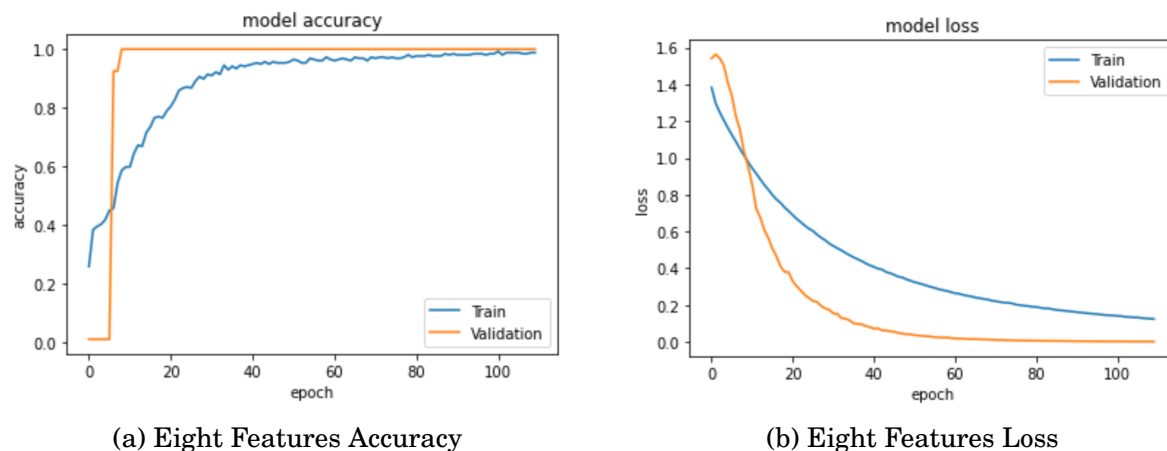 model accuracy
1.0
0.8
0.6
0.4
0.2
0.0
accuracy
Train
Validation
0 20 40 60 80 100
epoch
(a) Eight Features Accuracy
model loss
1.6
1.4
1.2
1.0
0.8
0.6
0.4
0.2
0.0
loss
Train
Validation
0 20 40 60 80 100
epoch
(b) Eight Features Loss